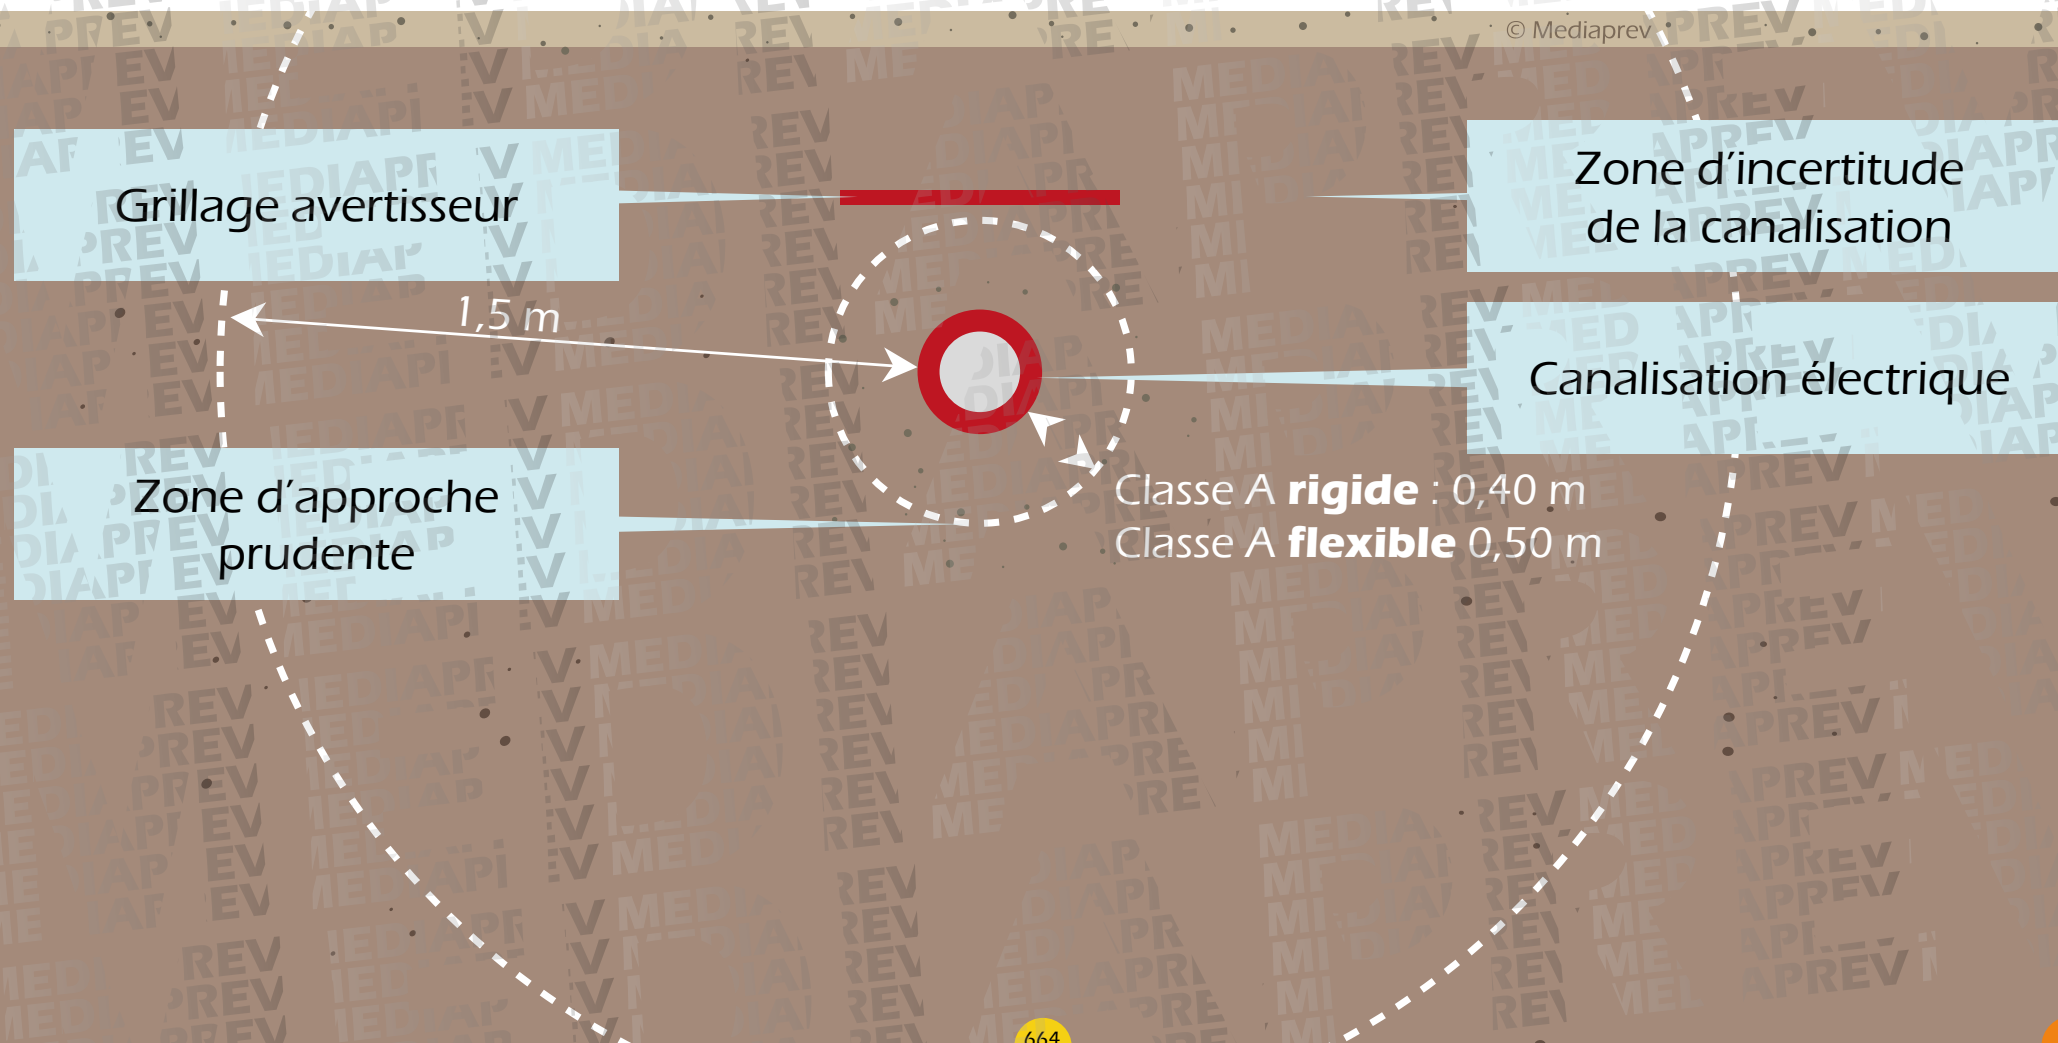 © Mediaprev
Grillage avertisseur
Zone d'incertitude
de la canalisation
1,5 m
Canalisation électrique
Zone d'approche
prudente
Classe A rigide : 0,40 m
Classe A flexible 0,50 m
664